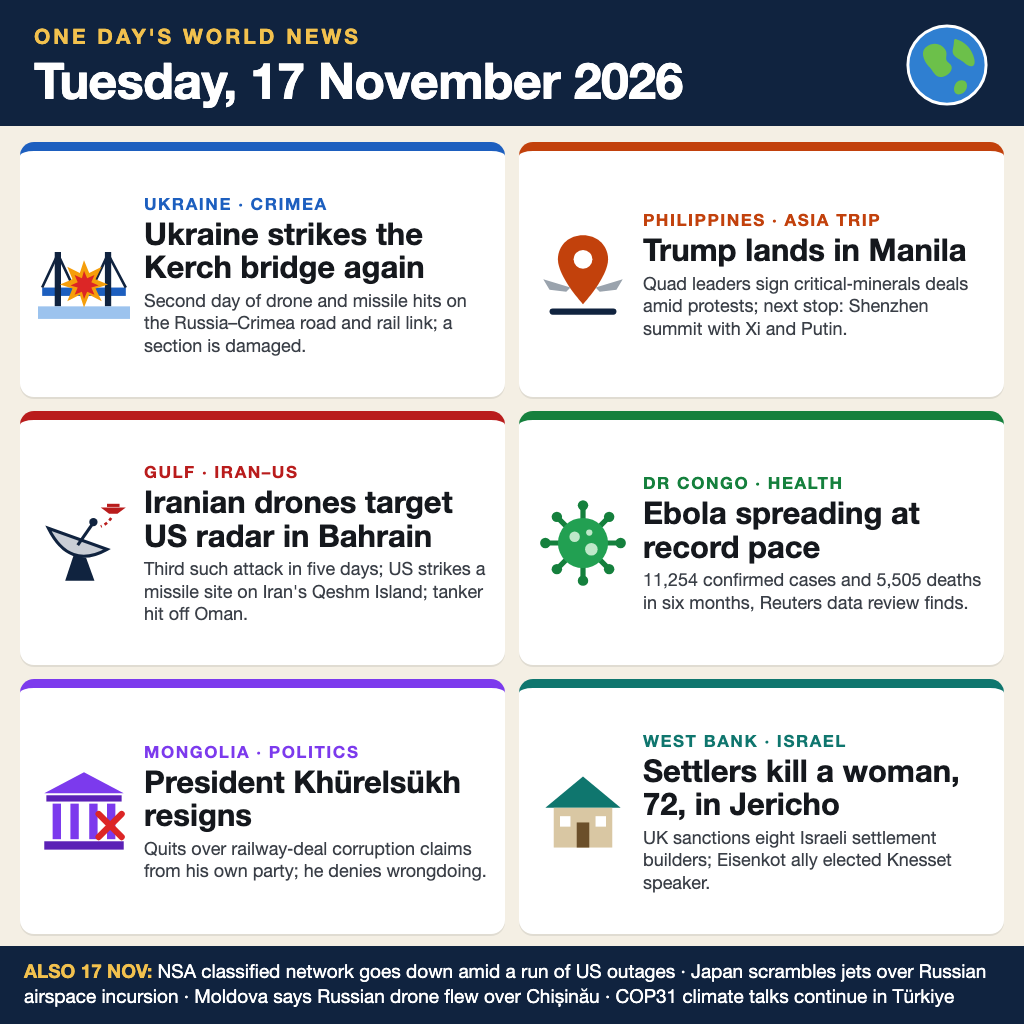 ONE DAY'S WORLD NEWS
Tuesday, 17 November 2026
UKRAINE · CRIMEA
Ukraine strikes the
Kerch bridge again
Second day of drone and missile hits on
the Russia–Crimea road and rail link; a
section is damaged.
PHILIPPINES · ASIA TRIP
Trump lands in Manila
Quad leaders sign critical-minerals deals
amid protests; next stop: Shenzhen
summit with Xi and Putin.
GULF · IRAN–US
Iranian drones target
US radar in Bahrain
Third such attack in five days; US strikes a
missile site on Iran's Qeshm Island; tanker
hit off Oman.
DR CONGO · HEALTH
Ebola spreading at
record pace
11,254 confirmed cases and 5,505 deaths
in six months, Reuters data review finds.
MONGOLIA · POLITICS
President Khürelsükh
resigns
Quits over railway-deal corruption claims
from his own party; he denies wrongdoing.
WEST BANK · ISRAEL
Settlers kill a woman,
72, in Jericho
UK sanctions eight Israeli settlement
builders; Eisenkot ally elected Knesset
speaker.
ALSO 17 NOV: NSA classified network goes down amid a run of US outages · Japan scrambles jets over Russian
airspace incursion · Moldova says Russian drone flew over Chișinău · COP31 climate talks continue in Türkiye